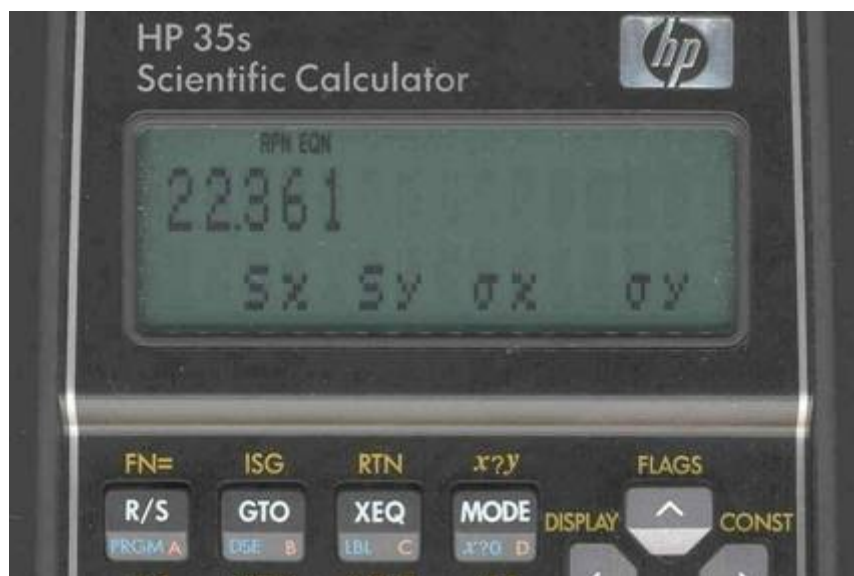 HP 35s
Scientific Calculator
hp
RPN EQN
22.361
Sx Sy σx σy
FN= ISG RTN x?y FLAGS
R/S GTO XEQ MODE DISPLAY CONST
PRGM A DSE B LBL C x?0 D